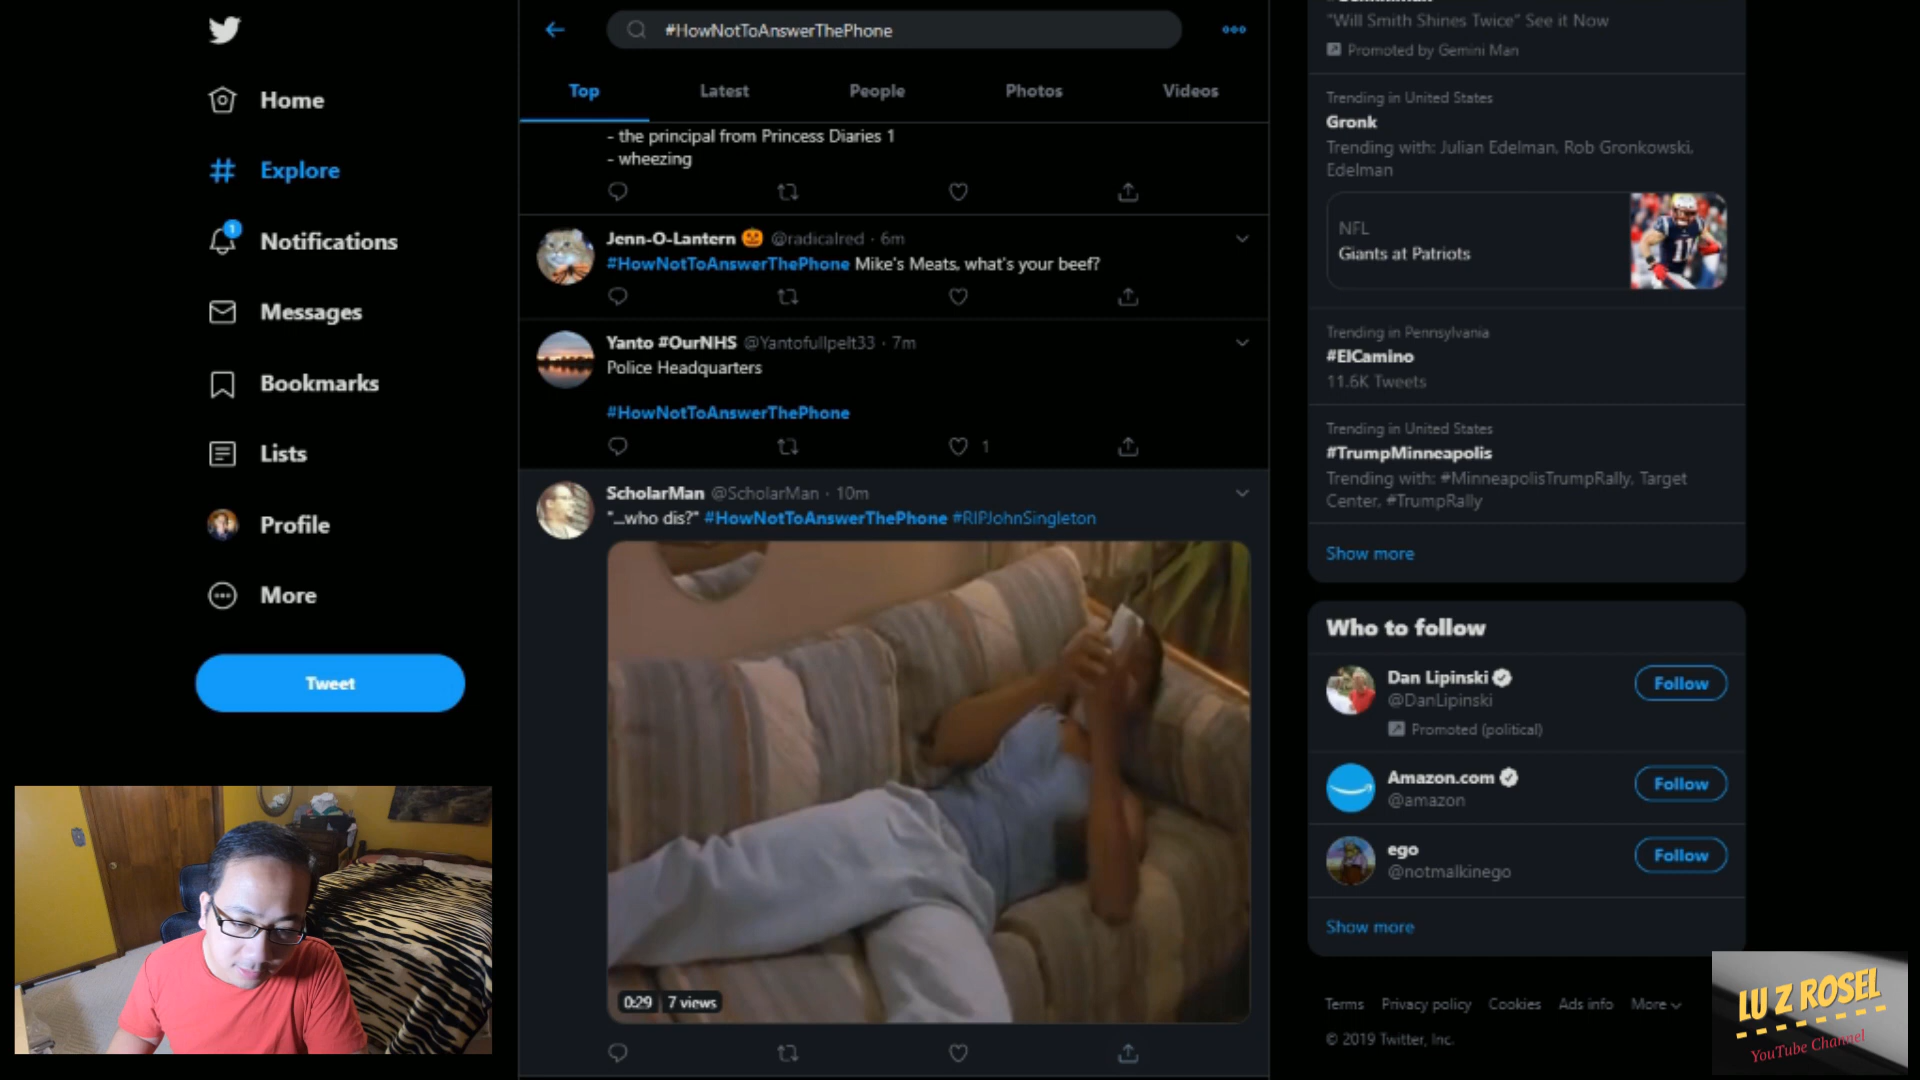 Home
Explore
1
Notifications
Messages
Bookmarks
Lists
Profile
More
Tweet
#HowNotToAnswerThePhone
Top
Latest
People
Photos
Videos
- the principal from Princess Diaries 1
- wheezing
Jenn-O-Lantern 🎃 @radicalred · 6m
#HowNotToAnswerThePhone Mike's Meats, what's your beef?
Yanto #OurNHS @Yantofullpelt33 · 7m
Police Headquarters
#HowNotToAnswerThePhone
1
ScholarMan @ScholarMan · 10m
"...who dis?" #HowNotToAnswerThePhone #RIPJohnSingleton
0:29 7 views
"Will Smith Shines Twice" See it Now
Promoted by Gemini Man
Trending in United States
Gronk
Trending with: Julian Edelman, Rob Gronkowski,
Edelman
NFL
Giants at Patriots
Trending in Pennsylvania
#ElCamino
11.6K Tweets
Trending in United States
#TrumpMinneapolis
Trending with: #MinneapolisTrumpRally, Target
Center, #TrumpRally
Show more
Who to follow
Dan Lipinski
@DanLipinski
Promoted (political)
Follow
Amazon.com
@amazon
Follow
ego
@notmalkinego
Follow
Show more
Terms Privacy policy Cookies Ads info More
© 2019 Twitter, Inc.
LU Z ROSEL
YouTube Channel